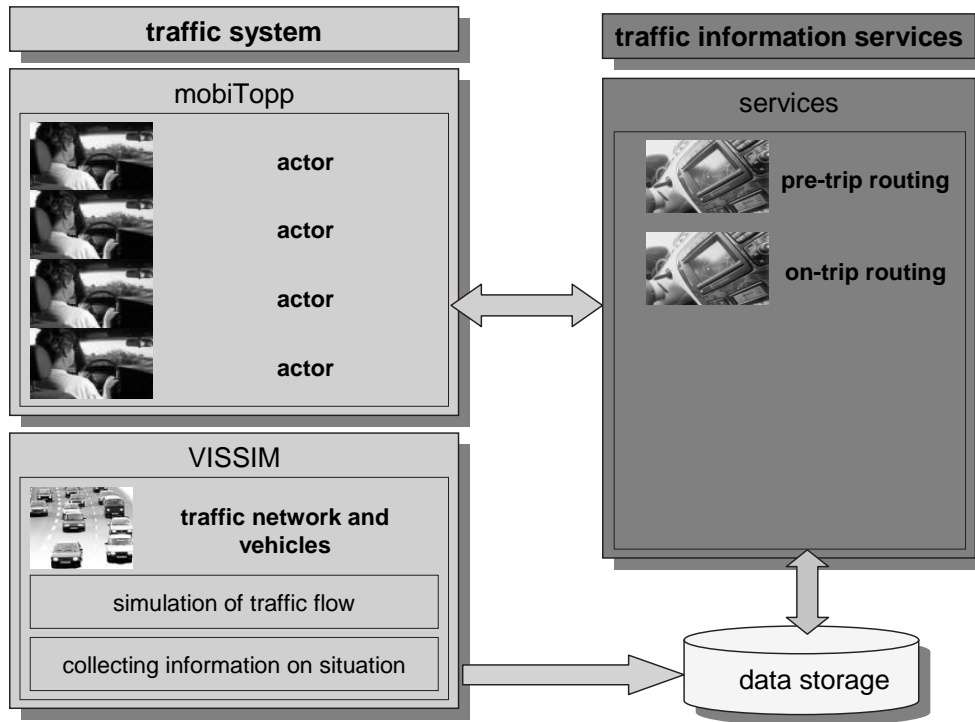 traffic system
mobiTopp
actor
actor
actor
actor
VISSIM
traffic network and
vehicles
simulation of traffic flow
collecting information on situation
traffic information services
services
pre-trip routing
on-trip routing
data storage